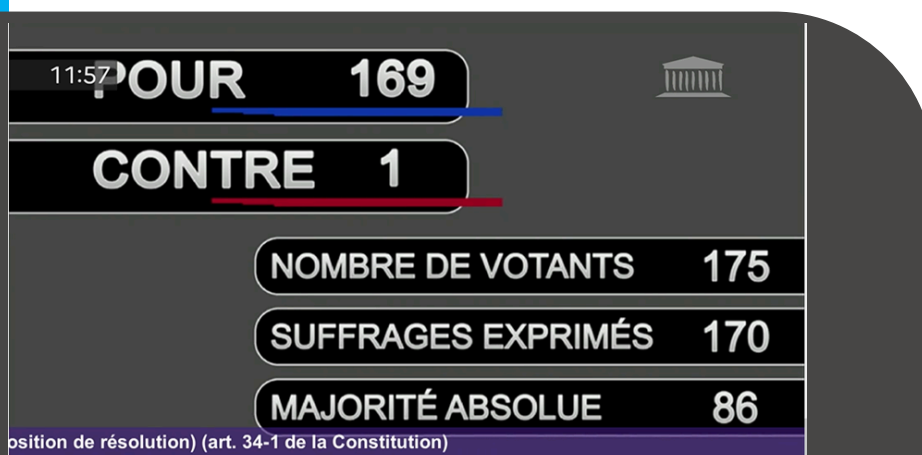 11:57
POUR 169
CONTRE 1
NOMBRE DE VOTANTS 175
SUFFRAGES EXPRIMÉS 170
MAJORITÉ ABSOLUE 86
osition de résolution) (art. 34-1 de la Constitution)